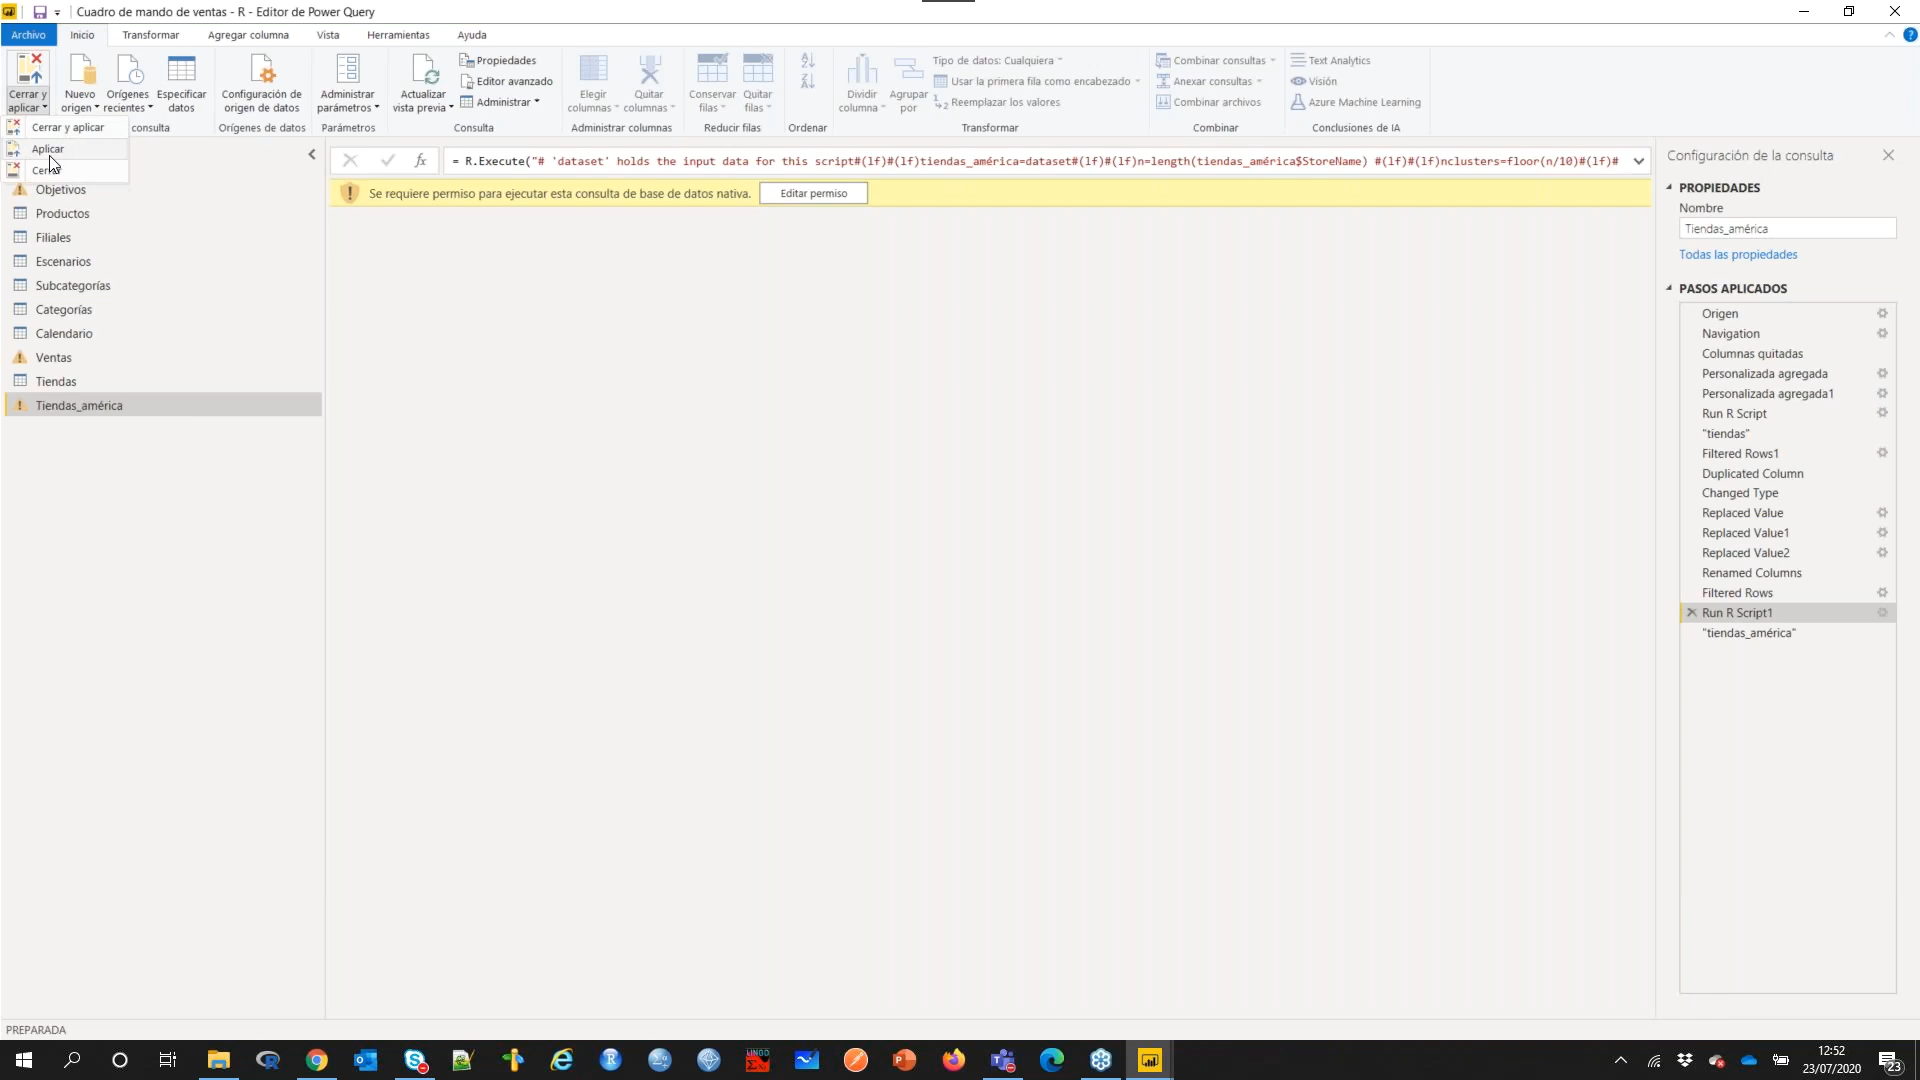 Cuadro de mando de ventas - R - Editor de Power Query
Archivo
Inicio
Transformar
Agregar columna
Vista
Herramientas
Ayuda
Cerrar y
aplicar
Nuevo
origen
Orígenes
recientes
Especificar
datos
Configuración de
origen de datos
Administrar
parámetros
Actualizar
vista previa
Propiedades
Editor avanzado
Administrar
Elegir
columnas
Quitar
columnas
Conservar
filas
Quitar
filas
Dividir
columna
Agrupar
por
Tipo de datos: Cualquiera
Usar la primera fila como encabezado
Reemplazar los valores
Combinar consultas
Anexar consultas
Combinar archivos
Text Analytics
Visión
Azure Machine Learning
consulta
Orígenes de datos
Parámetros
Consulta
Administrar columnas
Reducir filas
Ordenar
Transformar
Combinar
Conclusiones de IA
Cerrar y aplicar
Aplicar
= R.Execute("# 'dataset' holds the input data for this script#(lf)#(lf)tiendas_américa=dataset#(lf)#(lf)n=length(tiendas_américa$StoreName) #(lf)#(lf)nclusters=floor(n/10)#(lf)#
Se requiere permiso para ejecutar esta consulta de base de datos nativa.
Editar permiso
Objetivos
Productos
Filiales
Escenarios
Subcategorías
Categorías
Calendario
Ventas
Tiendas
Tiendas_américa
Configuración de la consulta
PROPIEDADES
Nombre
Tiendas_américa
Todas las propiedades
PASOS APLICADOS
Origen
Navigation
Columnas quitadas
Personalizada agregada
Personalizada agregada1
Run R Script
"tiendas"
Filtered Rows1
Duplicated Column
Changed Type
Replaced Value
Replaced Value1
Replaced Value2
Renamed Columns
Filtered Rows
Run R Script1
"tiendas_américa"
PREPARADA
12:52
23/07/2020
23